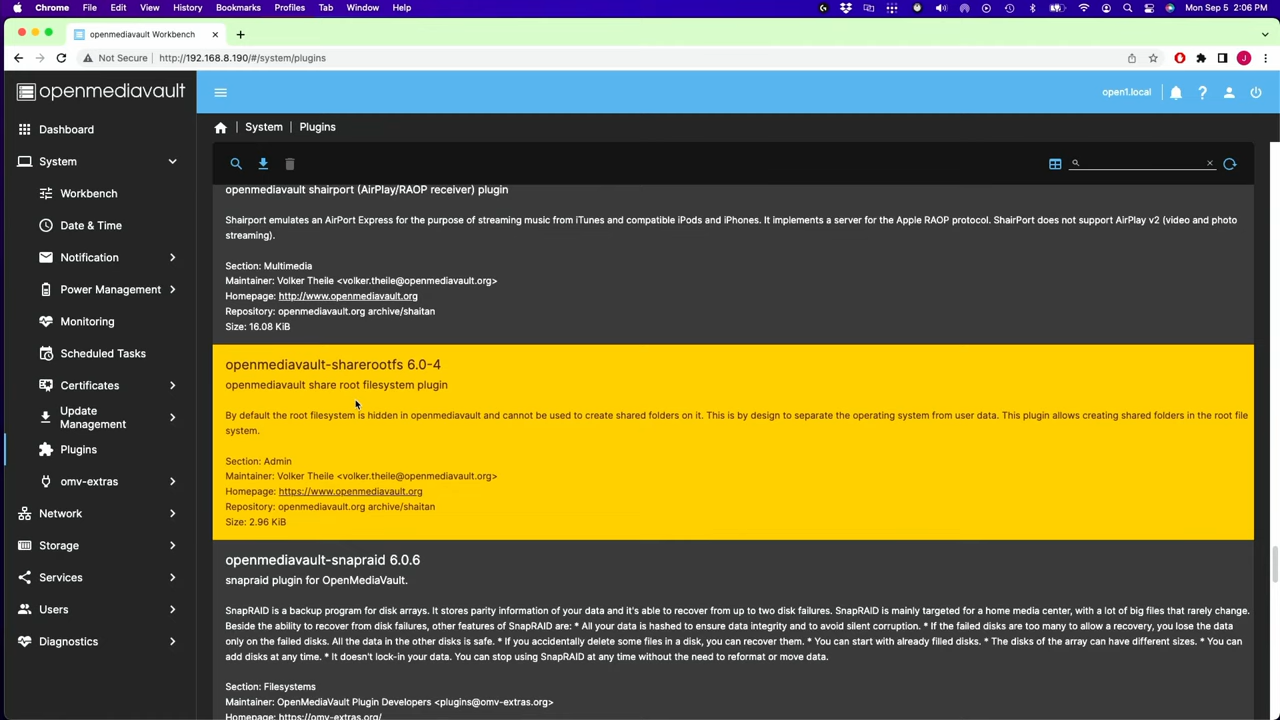 Chrome File Edit View History Bookmarks Profiles Tab Window Help Mon Sep 5 2:06 PM
openmediavault Workbench
Not Secure http://192.168.8.190/#/system/plugins J
openmediavault
open1.local
Dashboard
System
Workbench
Date & Time
Notification
Power Management
Monitoring
Scheduled Tasks
Certificates
Update
Management
Plugins
omv-extras
Network
Storage
Services
Users
Diagnostics
System | Plugins
openmediavault shairport (AirPlay/RAOP receiver) plugin
Shairport emulates an AirPort Express for the purpose of streaming music from iTunes and compatible iPods and iPhones. It implements a server for the Apple RAOP protocol. ShairPort does not support AirPlay v2 (video and photo
streaming).
Section: Multimedia
Maintainer: Volker Theile <volker.theile@openmediavault.org>
Homepage: http://www.openmediavault.org
Repository: openmediavault.org archive/shaitan
Size: 16.08 KiB
openmediavault-sharerootfs 6.0-4
openmediavault share root filesystem plugin
By default the root filesystem is hidden in openmediavault and cannot be used to create shared folders on it. This is by design to separate the operating system from user data. This plugin allows creating shared folders in the root file
system.
Section: Admin
Maintainer: Volker Theile <volker.theile@openmediavault.org>
Homepage: https://www.openmediavault.org
Repository: openmediavault.org archive/shaitan
Size: 2.96 KiB
openmediavault-snapraid 6.0.6
snapraid plugin for OpenMediaVault.
SnapRAID is a backup program for disk arrays. It stores parity information of your data and it's able to recover from up to two disk failures. SnapRAID is mainly targeted for a home media center, with a lot of big files that rarely change.
Beside the ability to recover from disk failures, other features of SnapRAID are: * All your data is hashed to ensure data integrity and to avoid silent corruption. * If the failed disks are too many to allow a recovery, you lose the data
only on the failed disks. All the data in the other disks is safe. * If you accidentally delete some files in a disk, you can recover them. * You can start with already filled disks. * The disks of the array can have different sizes. * You can
add disks at any time. * It doesn't lock-in your data. You can stop using SnapRAID at any time without the need to reformat or move data.
Section: Filesystems
Maintainer: OpenMediaVault Plugin Developers <plugins@omv-extras.org>
Homepage: https://omv-extras.org/